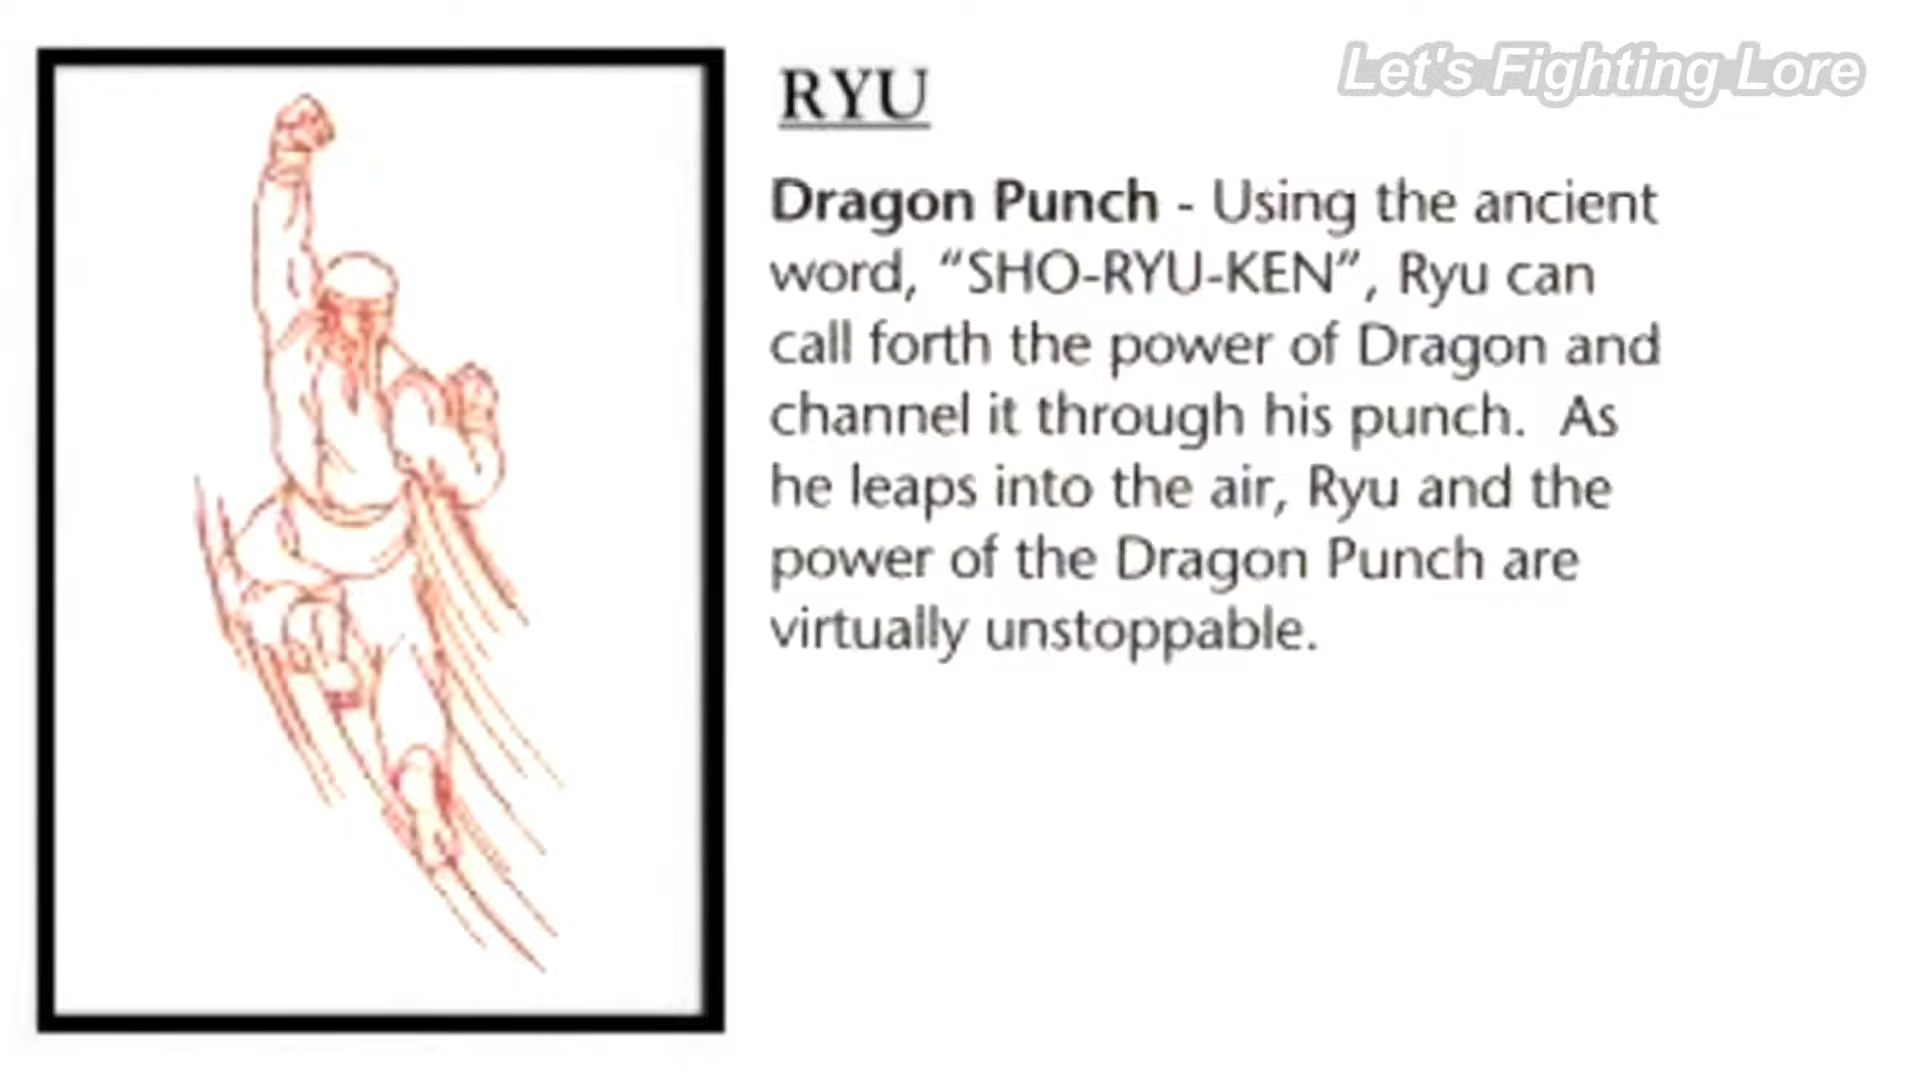 Let's Fighting Lore
RYU
Dragon Punch - Using the ancient
word, “SHO-RYU-KEN”, Ryu can
call forth the power of Dragon and
channel it through his punch.  As
he leaps into the air, Ryu and the
power of the Dragon Punch are
virtually unstoppable.